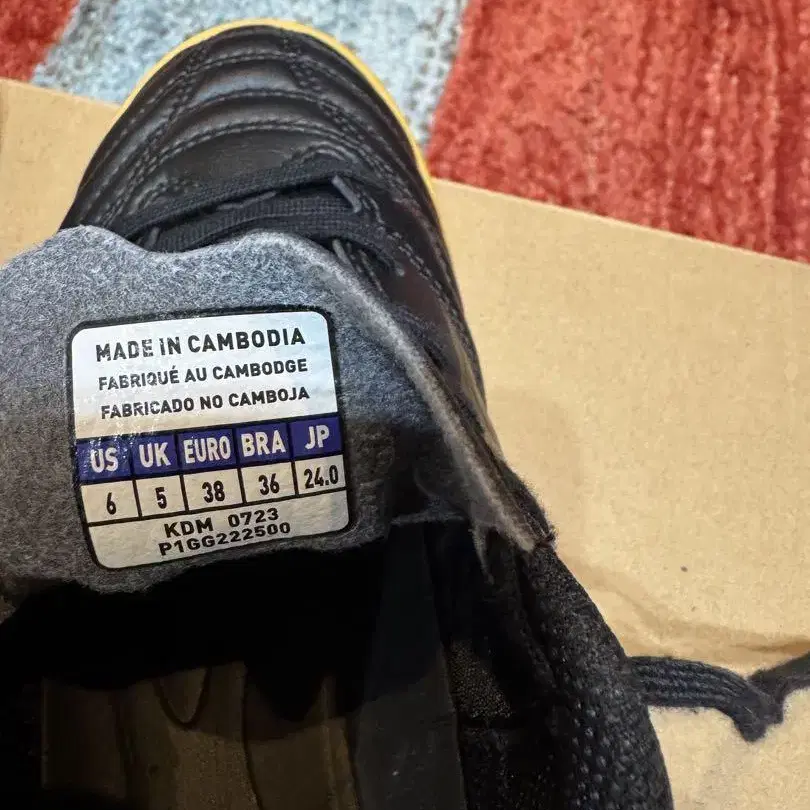 MADE IN CAMBODIA
FABRIQUÉ AU CAMBODGE
FABRICADO NO CAMBOJA
US UK EURO BRA JP
6 5 38 36 24.0
KDM 0723
P1GG222500